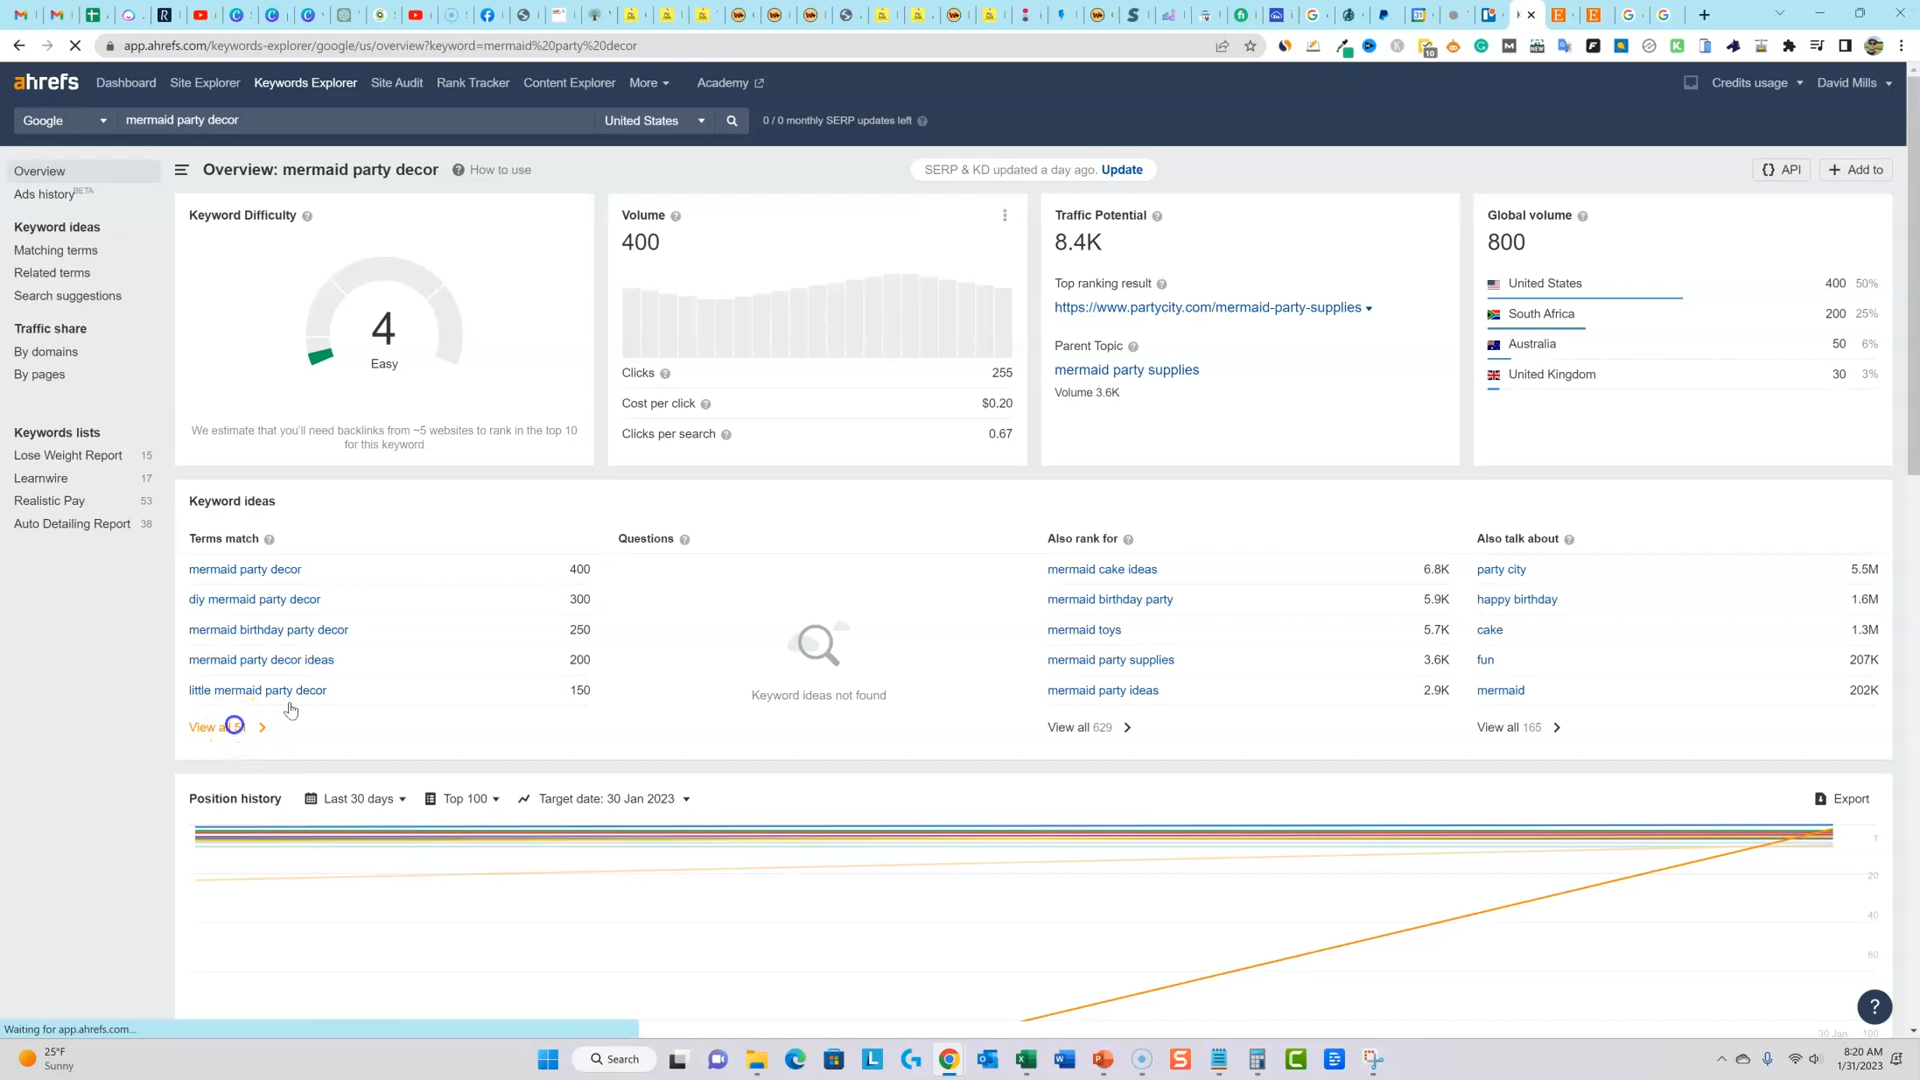 app.ahrefs.com/keywords-explorer/google/us/overview?keyword=mermaid%20party%20decor
ahrefs Dashboard Site Explorer Keywords Explorer Site Audit Rank Tracker Content Explorer More Academy Credits usage David Mills
Google mermaid party decor United States 0 / 0 monthly SERP updates left
Overview
Ads history BETA
Keyword ideas
Matching terms
Related terms
Search suggestions
Traffic share
By domains
By pages
Keywords lists
Lose Weight Report 15
Learnwire 17
Realistic Pay 53
Auto Detailing Report 38
Overview: mermaid party decor How to use SERP & KD updated a day ago. Update API Add to
Keyword Difficulty
4
Easy
We estimate that you'll need backlinks from ~5 websites to rank in the top 10
for this keyword
Volume
400
Clicks 255
Cost per click $0.20
Clicks per search 0.67
Traffic Potential
8.4K
Top ranking result
https://www.partycity.com/mermaid-party-supplies
Parent Topic
mermaid party supplies
Volume 3.6K
Global volume
800
United States 400 50%
South Africa 200 25%
Australia 50 6%
United Kingdom 30 3%
Keyword ideas
Terms match
mermaid party decor 400
diy mermaid party decor 300
mermaid birthday party decor 250
mermaid party decor ideas 200
little mermaid party decor 150
View all
Questions
Keyword ideas not found
Also rank for
mermaid cake ideas 6.8K
mermaid birthday party 5.9K
mermaid toys 5.7K
mermaid party supplies 3.6K
mermaid party ideas 2.9K
View all 629
Also talk about
party city 5.5M
happy birthday 1.6M
cake 1.3M
fun 207K
mermaid 202K
View all 165
Position history Last 30 days Top 100 Target date: 30 Jan 2023 Export
1
20
40
60
30 Jan 100
Waiting for app.ahrefs.com...
25°F
Sunny
Search
8:20 AM
1/31/2023